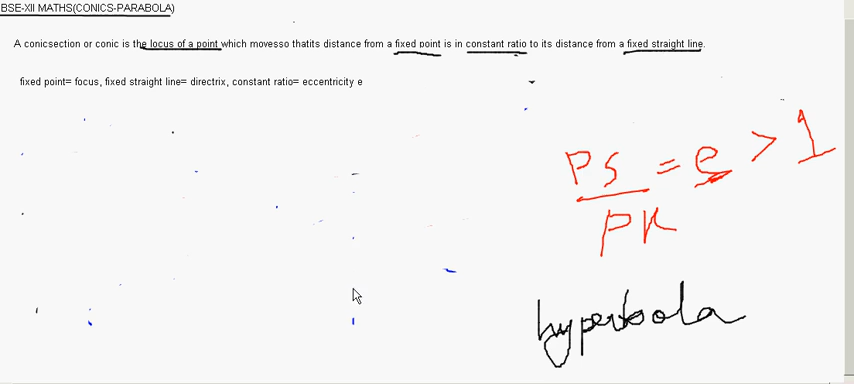 BSE-XII MATHS(CONICS-PARABOLA)
A conicsection or conic is the locus of a point which movesso thatits distance from a fixed point is in constant ratio to its distance from a fixed straight line.
fixed point= focus, fixed straight line= directrix, constant ratio= eccentricity e
PS/PK = e > 1
hyperbola